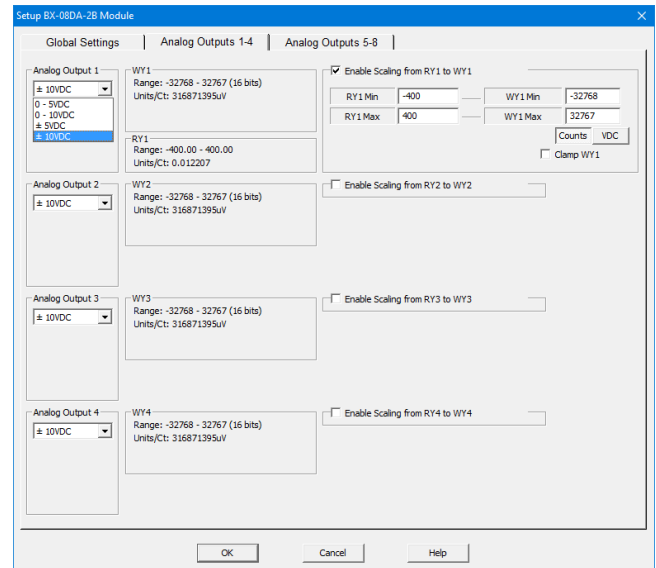 Setup BX-08DA-2B Module
Global Settings
Analog Outputs 1-4
Analog Outputs 5-8
Analog Output 1
± 10VDC
0 - 5VDC
0 - 10VDC
± 5VDC
± 10VDC
WY1
Range: -32768 - 32767 (16 bits)
Units/Ct: 316871395uV
RY1
Range: -400.00 - 400.00
Units/Ct: 0.012207
Enable Scaling from RY1 to WY1
RY1 Min -400 WY1 Min -32768
RY1 Max 400 WY1 Max 32767
Counts VDC
Clamp WY1
Analog Output 2
± 10VDC
WY2
Range: -32768 - 32767 (16 bits)
Units/Ct: 316871395uV
Enable Scaling from RY2 to WY2
Analog Output 3
± 10VDC
WY3
Range: -32768 - 32767 (16 bits)
Units/Ct: 316871395uV
Enable Scaling from RY3 to WY3
Analog Output 4
± 10VDC
WY4
Range: -32768 - 32767 (16 bits)
Units/Ct: 316871395uV
Enable Scaling from RY4 to WY4
OK Cancel Help